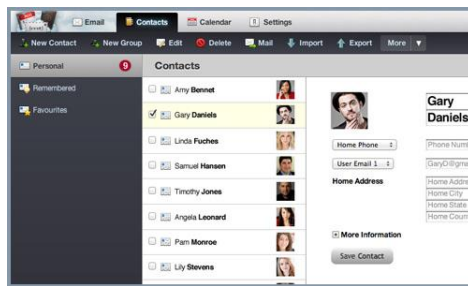 Email Contacts Calendar Settings
New Contact New Group Edit Delete Mail Import Export More
Personal 9
Remembered
Favourites
Contacts
Amy Bennet
Gary Daniels
Linda Fuches
Samuel Hansen
Timothy Jones
Angela Leonard
Pam Monroe
Lily Stevens
Gary
Daniels
Home Phone Phone Num
User Email 1 GaryD@gma
Home Address Home Addre
Home City
Home State
Home Coun
More Information
Save Contact